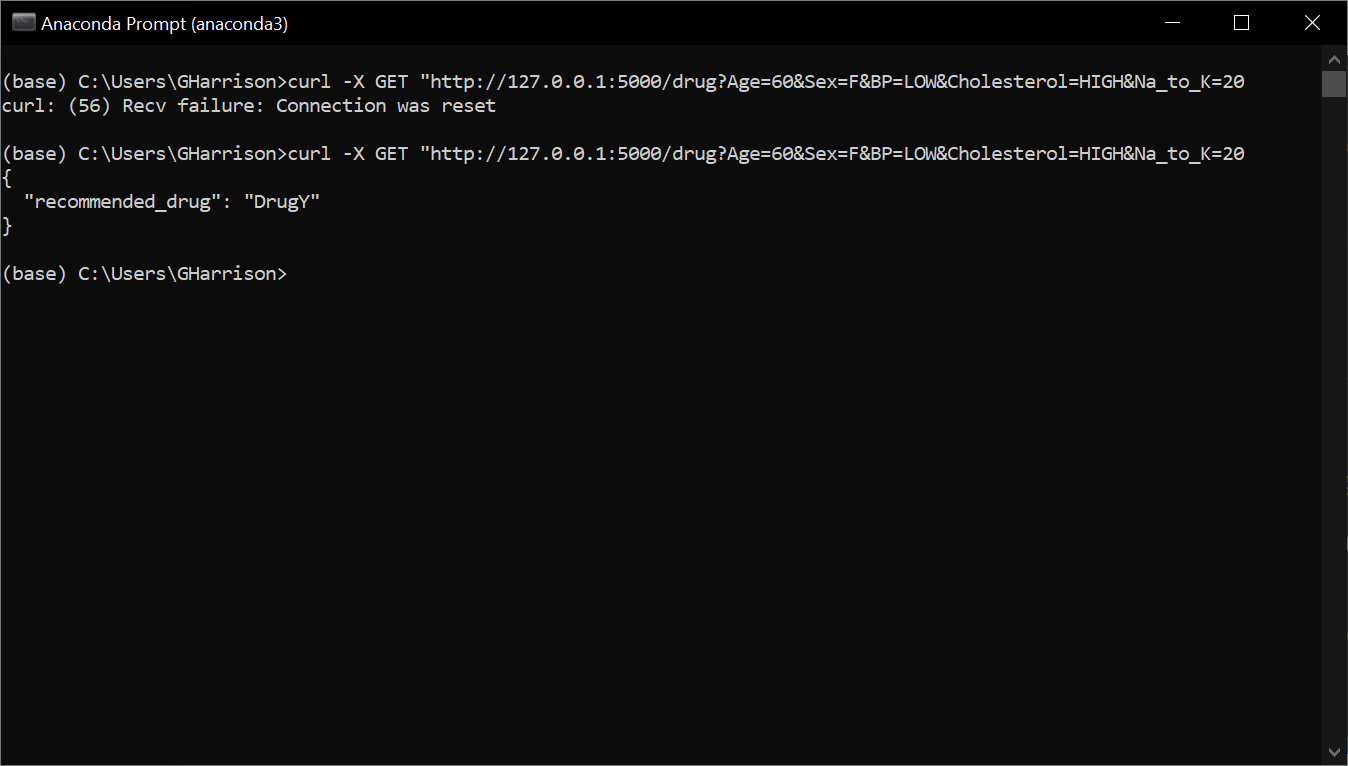 Anaconda Prompt (anaconda3)
(base) C:\Users\GHarrison>curl -X GET "http://127.0.0.1:5000/drug?Age=60&Sex=F&BP=LOW&Cholesterol=HIGH&Na_to_K=20
curl: (56) Recv failure: Connection was reset
(base) C:\Users\GHarrison>curl -X GET "http://127.0.0.1:5000/drug?Age=60&Sex=F&BP=LOW&Cholesterol=HIGH&Na_to_K=20
{
  "recommended_drug": "DrugY"
}
(base) C:\Users\GHarrison>